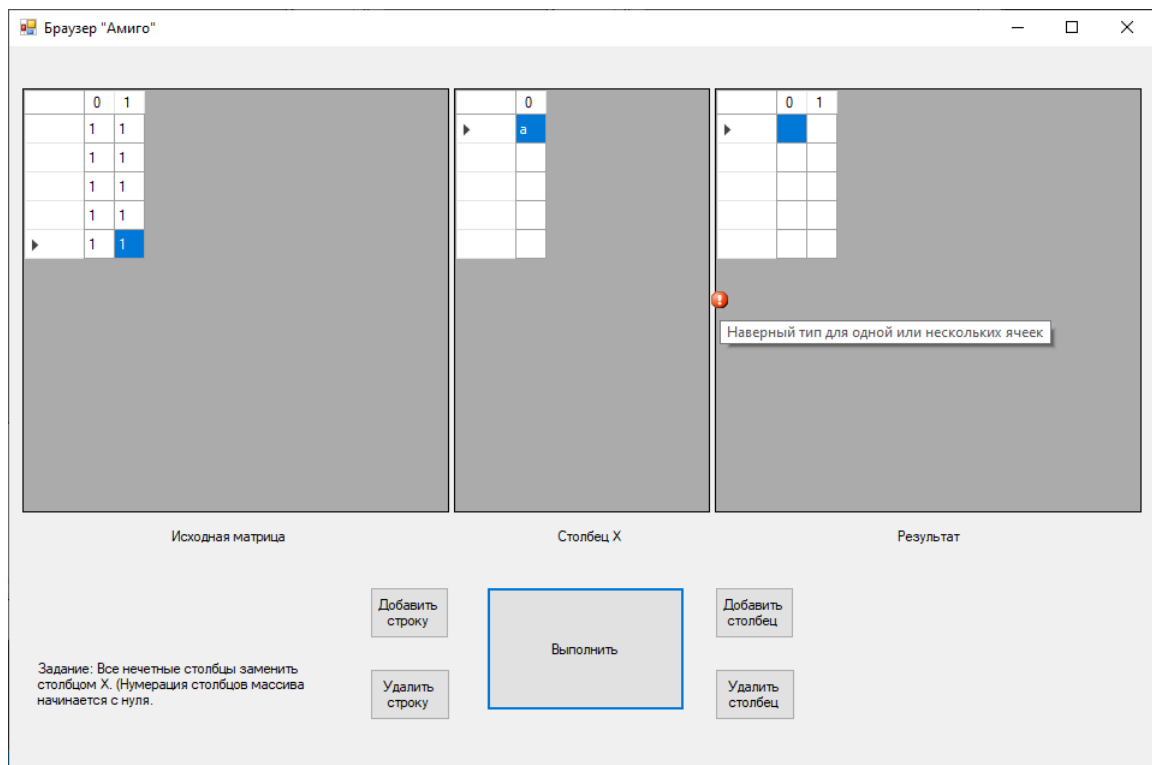 Браузер "Амиго"
0 1
1 1
1 1
1 1
1 1
1 1
0
a
0 1
Наверный тип для одной или нескольких ячеек
Исходная матрица
Столбец X
Результат
Добавить
строку
Выполнить
Добавить
столбец
Задание: Все нечетные столбцы заменить
столбцом X. (Нумерация столбцов массива
начинается с нуля.
Удалить
строку
Удалить
столбец